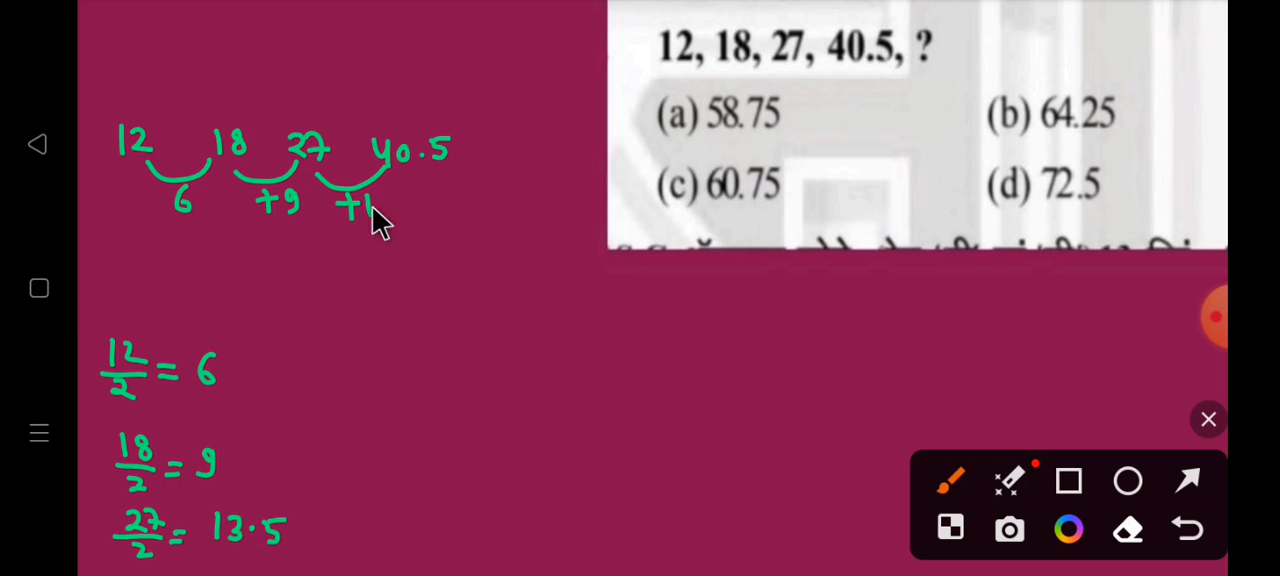 12, 18, 27, 40.5, ?
(a) 58.75 (b) 64.25
(c) 60.75 (d) 72.5
12 18 27 40.5
6 +9 +1
12/2 = 6
18/2 = 9
27/2 = 13.5